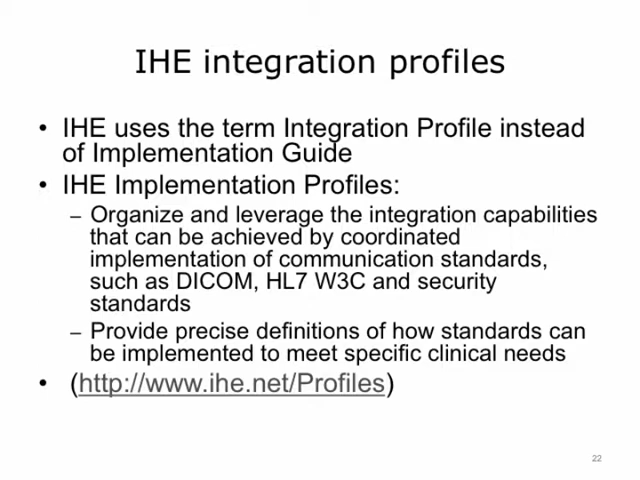 IHE integration profiles
• IHE uses the term Integration Profile instead
of Implementation Guide
• IHE Implementation Profiles:
– Organize and leverage the integration capabilities
that can be achieved by coordinated
implementation of communication standards,
such as DICOM, HL7 W3C and security
standards
– Provide precise definitions of how standards can
be implemented to meet specific clinical needs
• (http://www.ihe.net/Profiles)
22